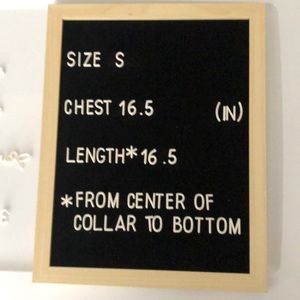 SIZE S
CHEST 16.5 (IN)
LENGTH* 16.5
*FROM CENTER OF
COLLAR TO BOTTOM